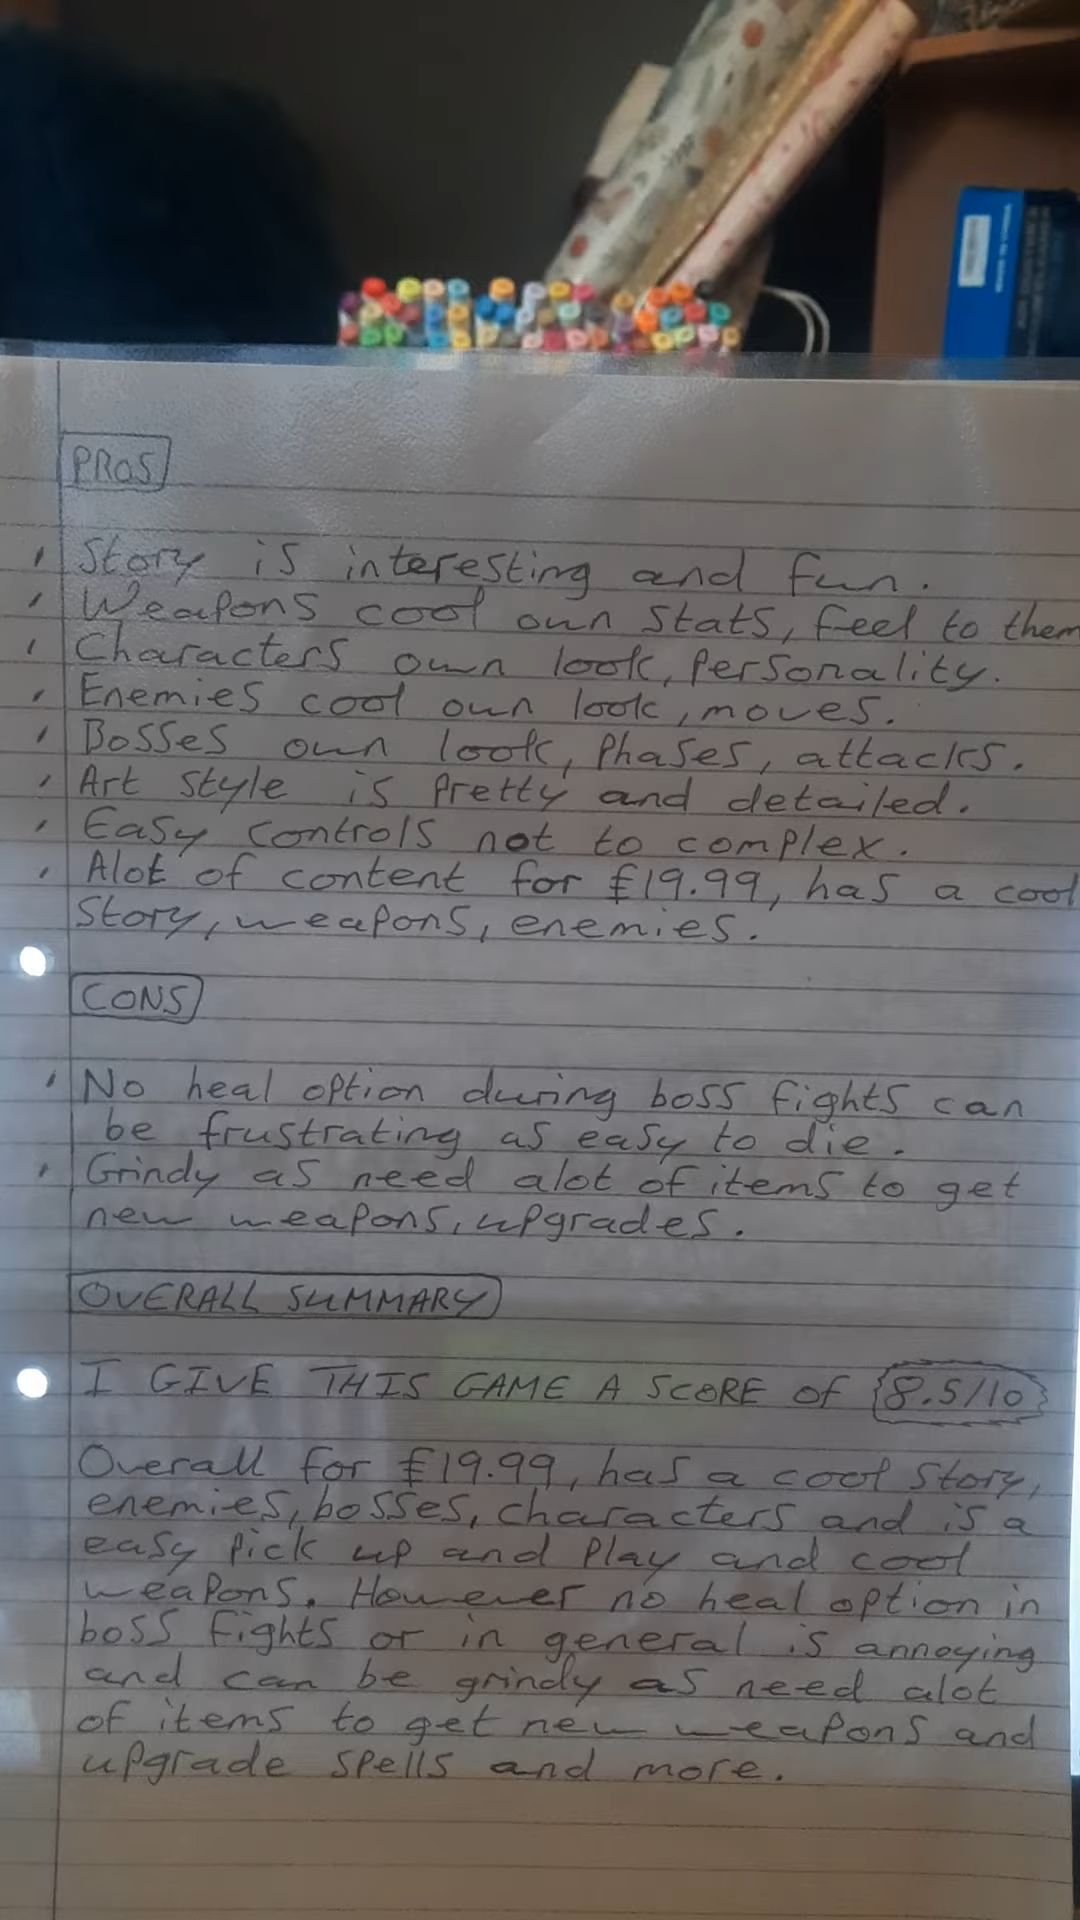 PROS
Story is interesting and fun.
Weapons cool own stats, feel to them
Characters own look, personality.
Enemies cool own look, moves.
Bosses own look, phases, attacks.
Art style is pretty and detailed.
Easy controls not to complex.
Alot of content for £19.99, has a cool
story, weapons, enemies.
CONS
No heal option during boss fights can
be frustrating as easy to die.
Grindy as need alot of items to get
new weapons, upgrades.
OVERALL SUMMARY
I GIVE THIS GAME A SCORE OF 8.5/10
Overall for £19.99, has a cool story,
enemies, bosses, characters and is a
easy pick up and play and cool
weapons. However no heal option in
boss fights or in general is annoying
and can be grindy as need alot
of items to get new weapons and
upgrade spells and more.